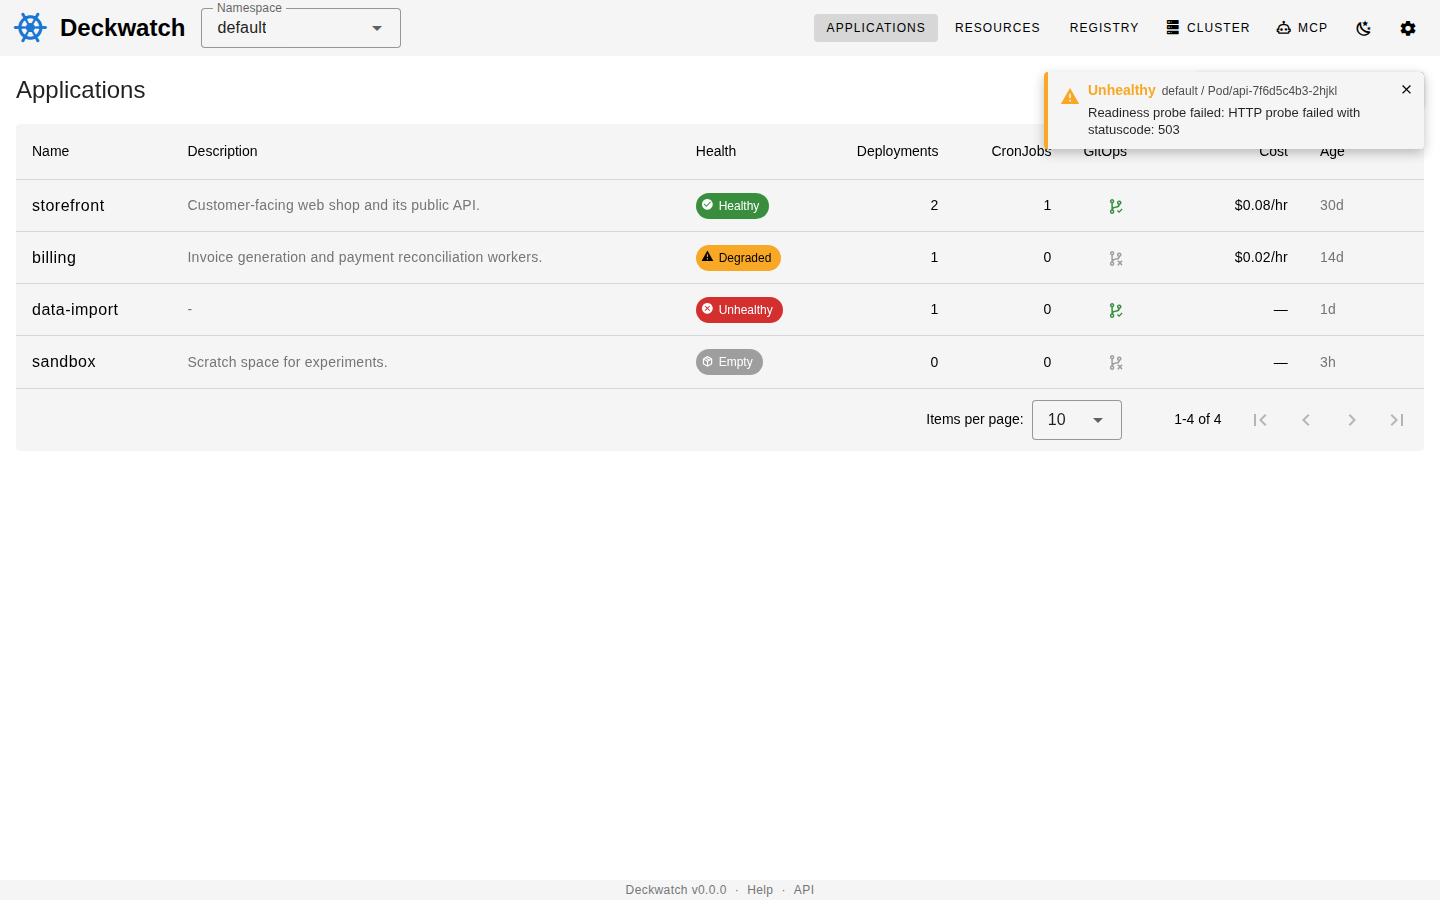 Deckwatch
Namespace
default
APPLICATIONS
RESOURCES
REGISTRY
CLUSTER
MCP
Applications
Unhealthy default / Pod/api-7f6d5c4b3-2hjkl
Readiness probe failed: HTTP probe failed with
statuscode: 503
Name Description Health Deployments CronJobs GitOps Cost Age
storefront Customer-facing web shop and its public API. Healthy 2 1 $0.08/hr 30d
billing Invoice generation and payment reconciliation workers. Degraded 1 0 $0.02/hr 14d
data-import - Unhealthy 1 0 — 1d
sandbox Scratch space for experiments. Empty 0 0 — 3h
Items per page: 10 1-4 of 4
Deckwatch v0.0.0 · Help · API